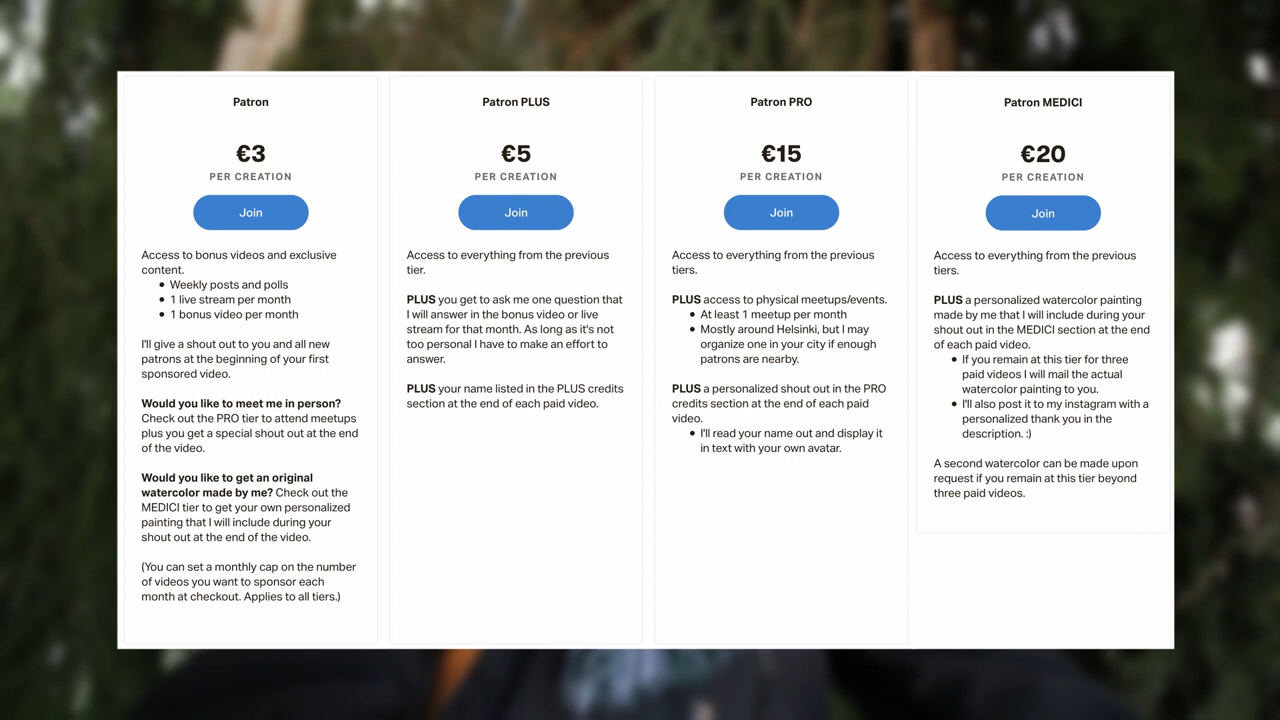 Patron
€3
PER CREATION
Join
Access to bonus videos and exclusive
content.
• Weekly posts and polls
• 1 live stream per month
• 1 bonus video per month
I'll give a shout out to you and all new
patrons at the beginning of your first
sponsored video.
Would you like to meet me in person?
Check out the PRO tier to attend meetups
plus you get a special shout out at the end
of the video.
Would you like to get an original
watercolor made by me? Check out the
MEDICI tier to get your own personalized
painting that I will include during your
shout out at the end of the video.
(You can set a monthly cap on the number
of videos you want to sponsor each
month at checkout. Applies to all tiers.)
Patron PLUS
€5
PER CREATION
Join
Access to everything from the previous
tier.
PLUS you get to ask me one question that
I will answer in the bonus video or live
stream for that month. As long as it's not
too personal I have to make an effort to
answer.
PLUS your name listed in the PLUS credits
section at the end of each paid video.
Patron PRO
€15
PER CREATION
Join
Access to everything from the previous
tiers.
PLUS access to physical meetups/events.
• At least 1 meetup per month
• Mostly around Helsinki, but I may
organize one in your city if enough
patrons are nearby.
PLUS a personalized shout out in the PRO
credits section at the end of each paid
video.
• I'll read your name out and display it
in text with your own avatar.
Patron MEDICI
€20
PER CREATION
Join
Access to everything from the previous
tiers.
PLUS a personalized watercolor painting
made by me that I will include during your
shout out in the MEDICI section at the end
of each paid video.
• If you remain at this tier for three
paid videos I will mail the actual
watercolor painting to you.
• I'll also post it to my instagram with a
personalized thank you in the
description. :)
A second watercolor can be made upon
request if you remain at this tier beyond
three paid videos.